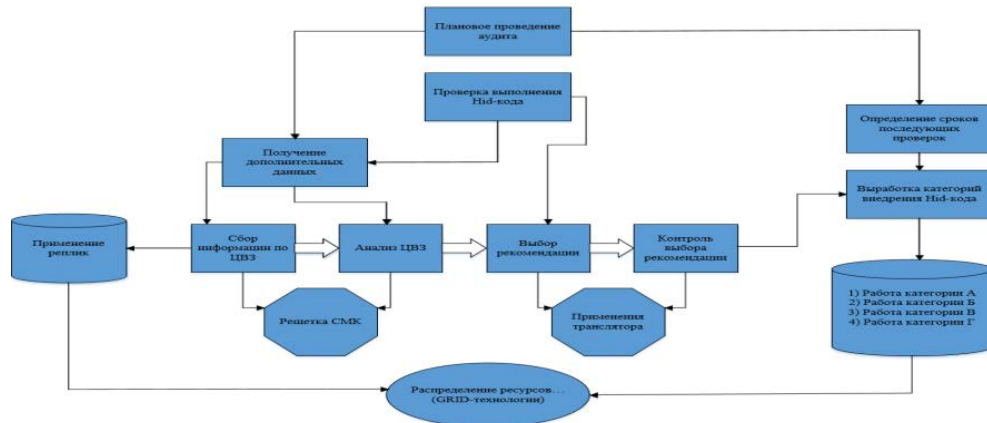 Плановое проведение
аудита
Проверка выполнения
Hid-кода
Определение сроков
последующих
проверок
Получение
дополнительных
данных
Выработка категорий
внедрения Hid-кода
Применение
реплик
Сбор
информации по
ЦВЗ
Анализ ЦВЗ
Выбор
рекомендации
Контроль
выбора
рекомендации
1) Работа категории А
2) Работа категории Б
3) Работа категории В
4) Работа категории Г
Решетка СМК
Применения
транслятора
Распределение ресурсов…
(GRID-технологии)